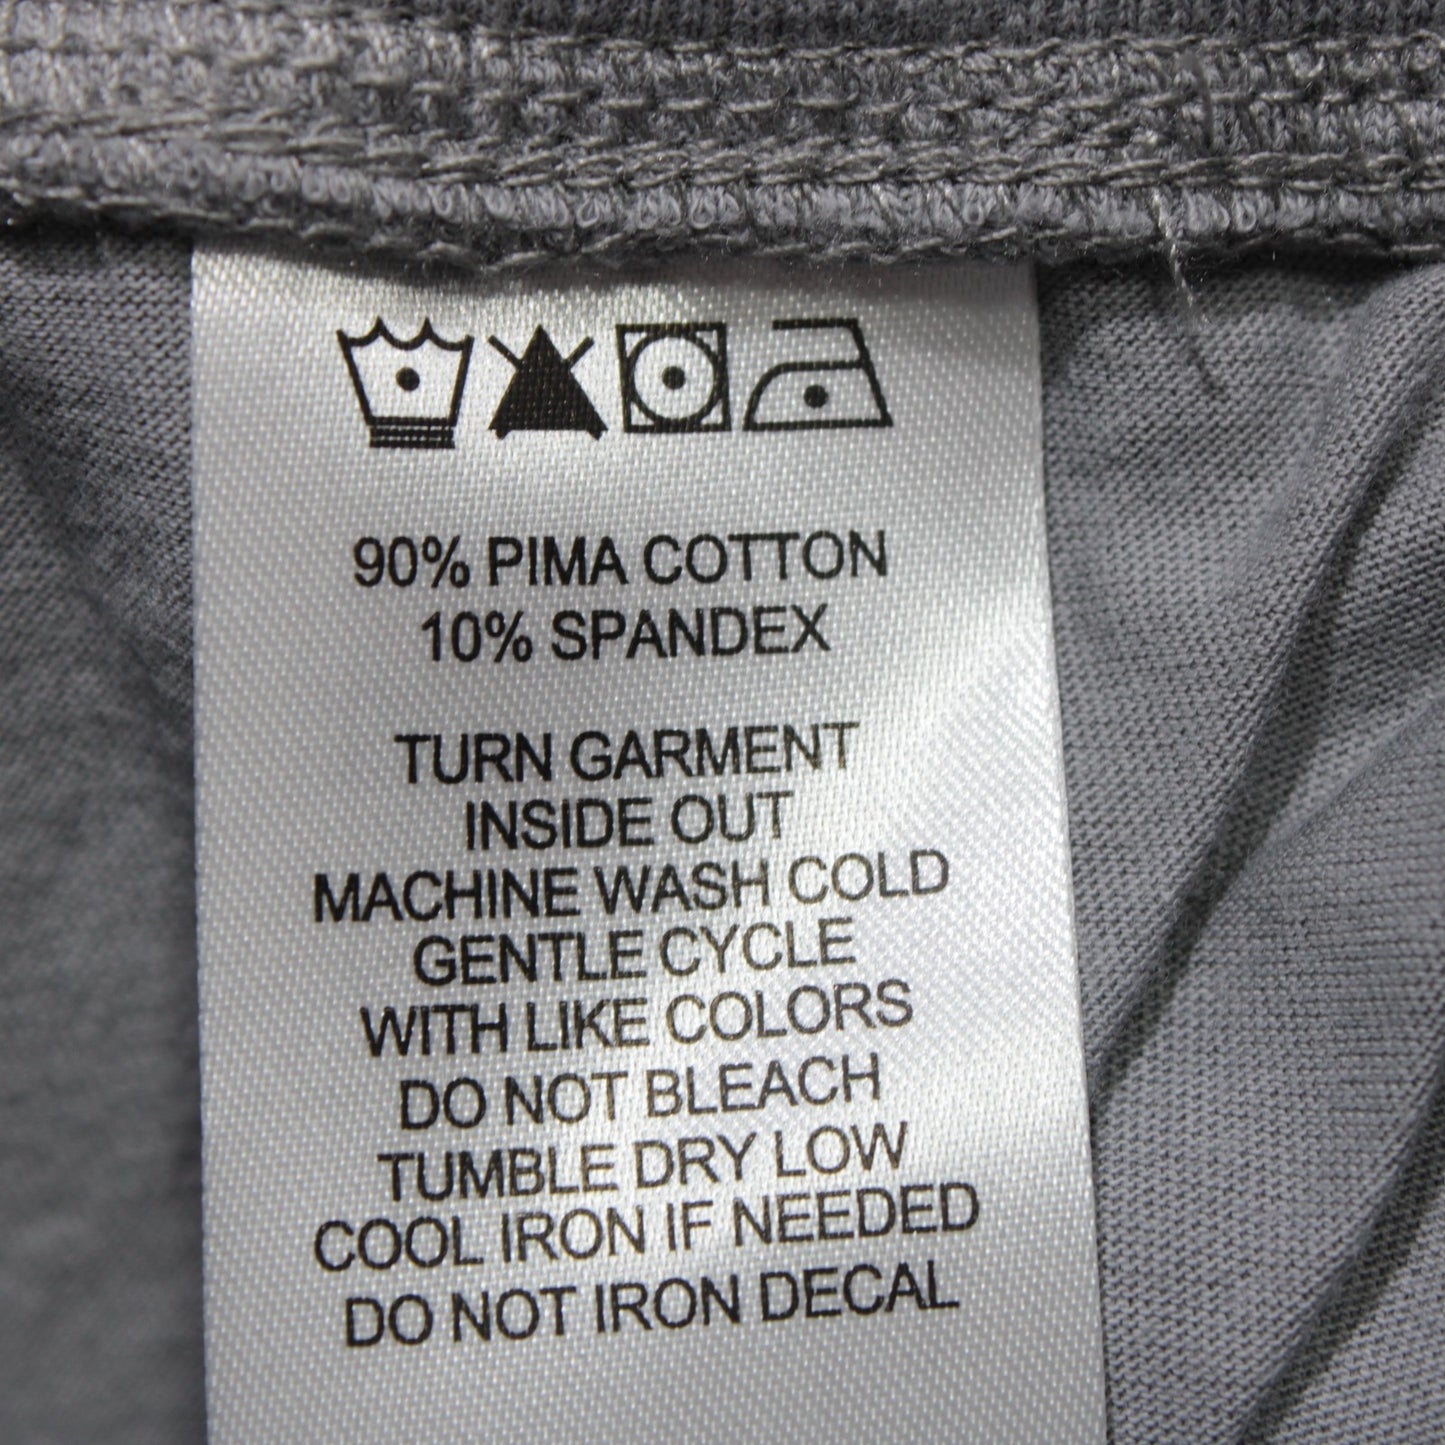 90% PIMA COTTON
10% SPANDEX
TURN GARMENT
INSIDE OUT
MACHINE WASH COLD
GENTLE CYCLE
WITH LIKE COLORS
DO NOT BLEACH
TUMBLE DRY LOW
COOL IRON IF NEEDED
DO NOT IRON DECAL